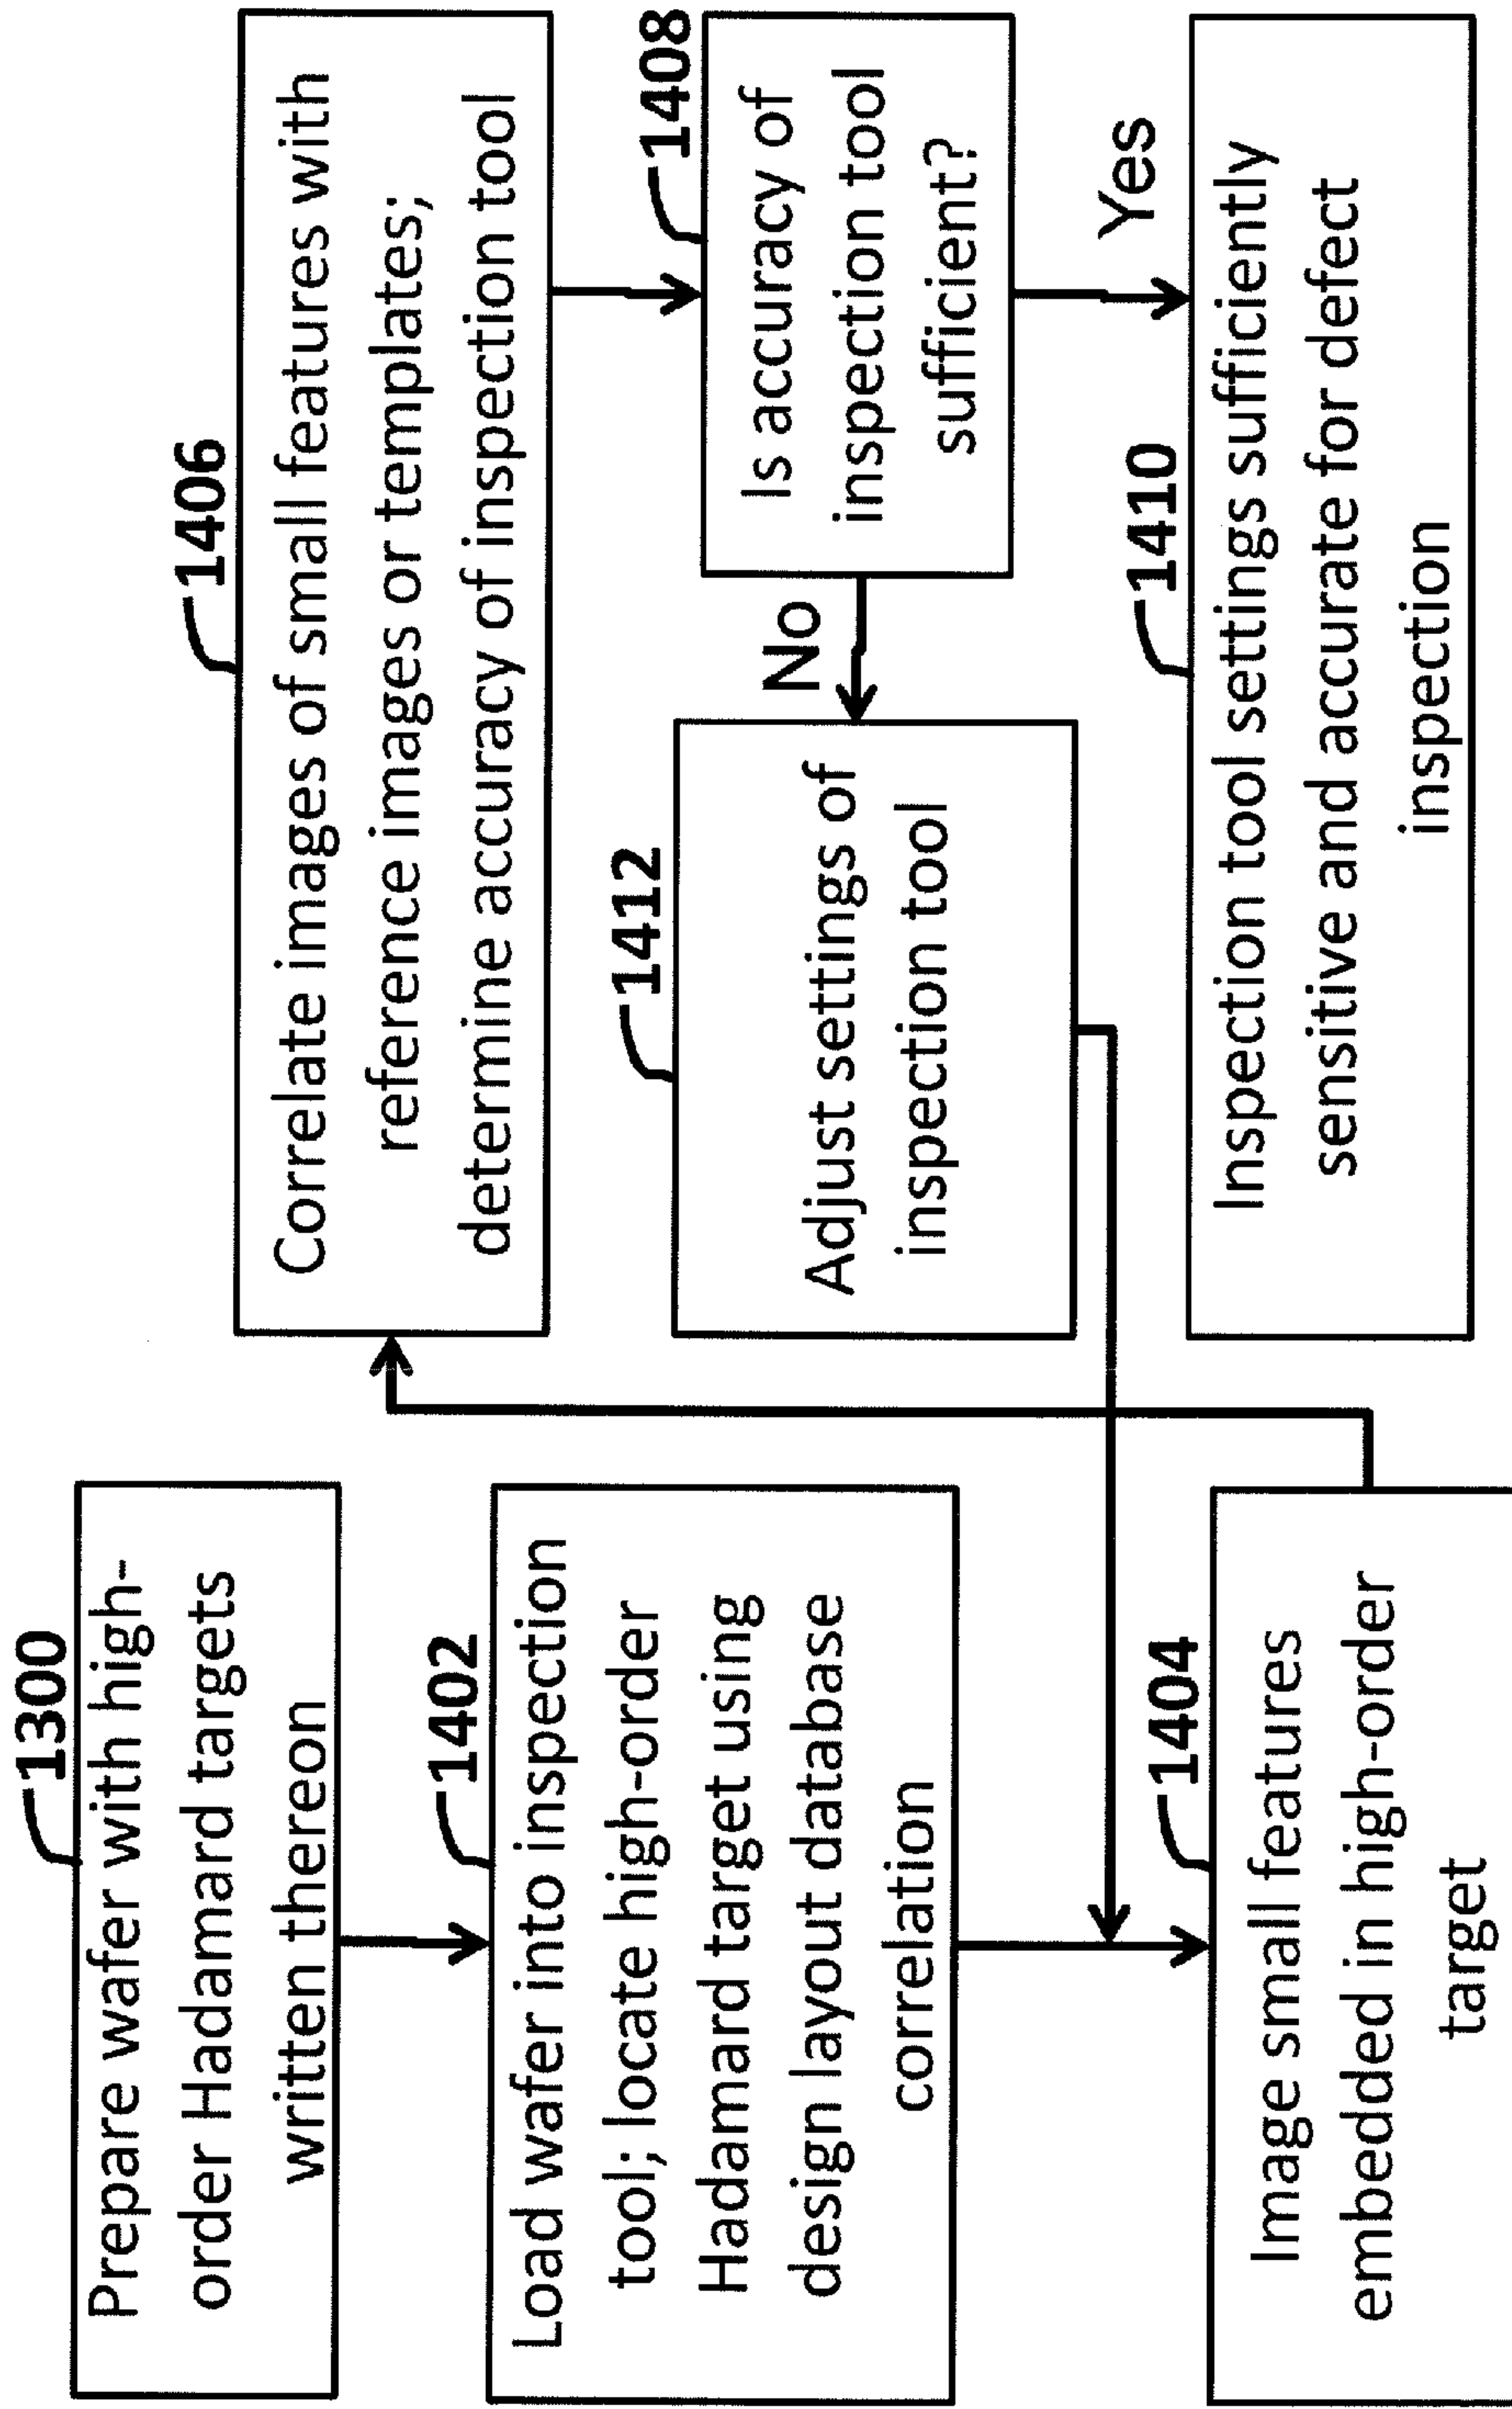 1300
Prepare wafer with high-
order Hadamard targets
written thereon
1402
Load wafer into inspection
tool; locate high-order
Hadamard target using
design layout database
correlation
1404
Image small features
embedded in high-order
target
1406
Correlate images of small features with
reference images or templates;
determine accuracy of inspection tool
1408
Is accuracy of
inspection tool
sufficient?
No
Yes
1412
Adjust settings of
inspection tool
1410
Inspection tool settings sufficiently
sensitive and accurate for defect
inspection